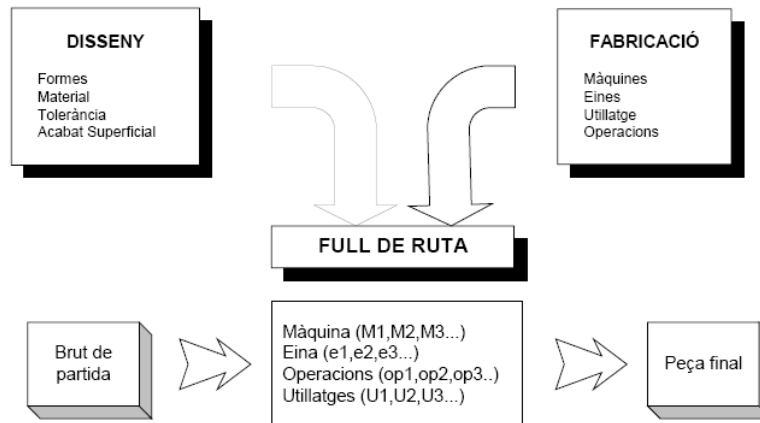 DISSENY
Formes
Material
Tolerància
Acabat Superficial
FABRICACIÓ
Màquines
Eines
Utillatge
Operacions
FULL DE RUTA
Brut de
partida
Màquina (M1,M2,M3...)
Eina (e1,e2,e3...)
Operacions (op1,op2,op3..)
Utillatges (U1,U2,U3...)
Peça final